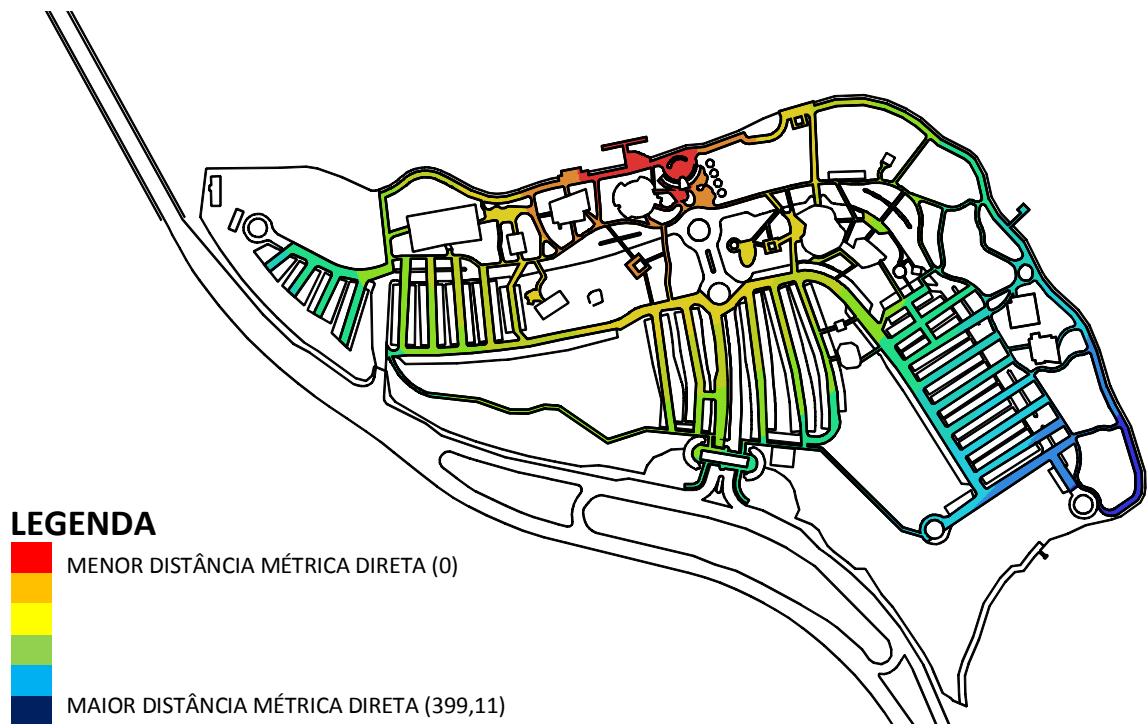 LEGENDA
MENOR DISTÂNCIA MÉTRICA DIRETA (0)
MAIOR DISTÂNCIA MÉTRICA DIRETA (399,11)